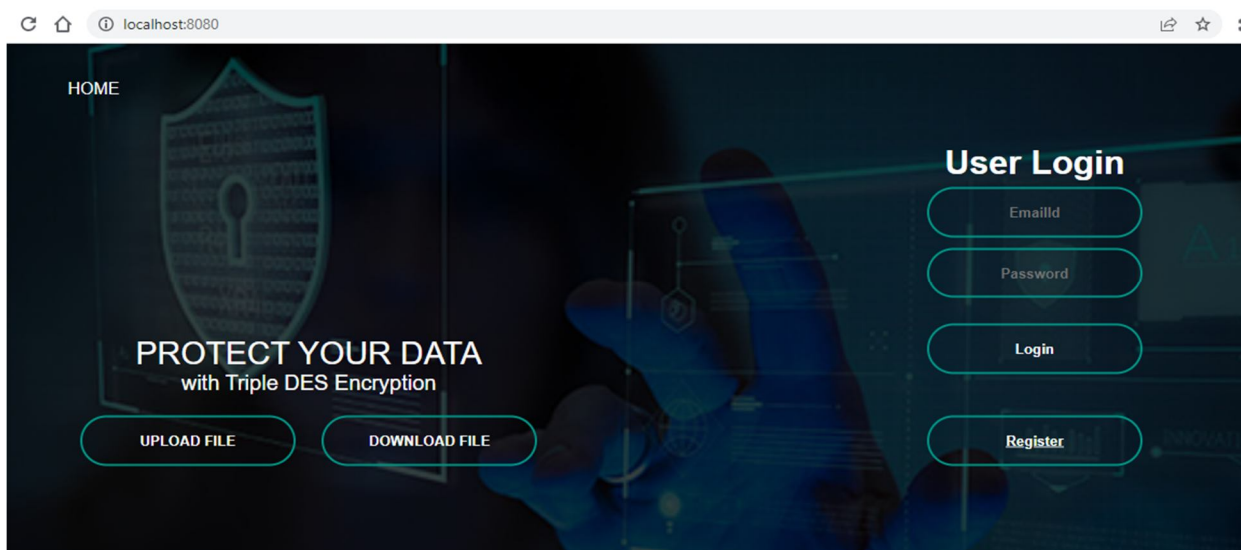 localhost:8080
HOME
User Login
EmailId
Password
Login
Register
PROTECT YOUR DATA
with Triple DES Encryption
UPLOAD FILE
DOWNLOAD FILE